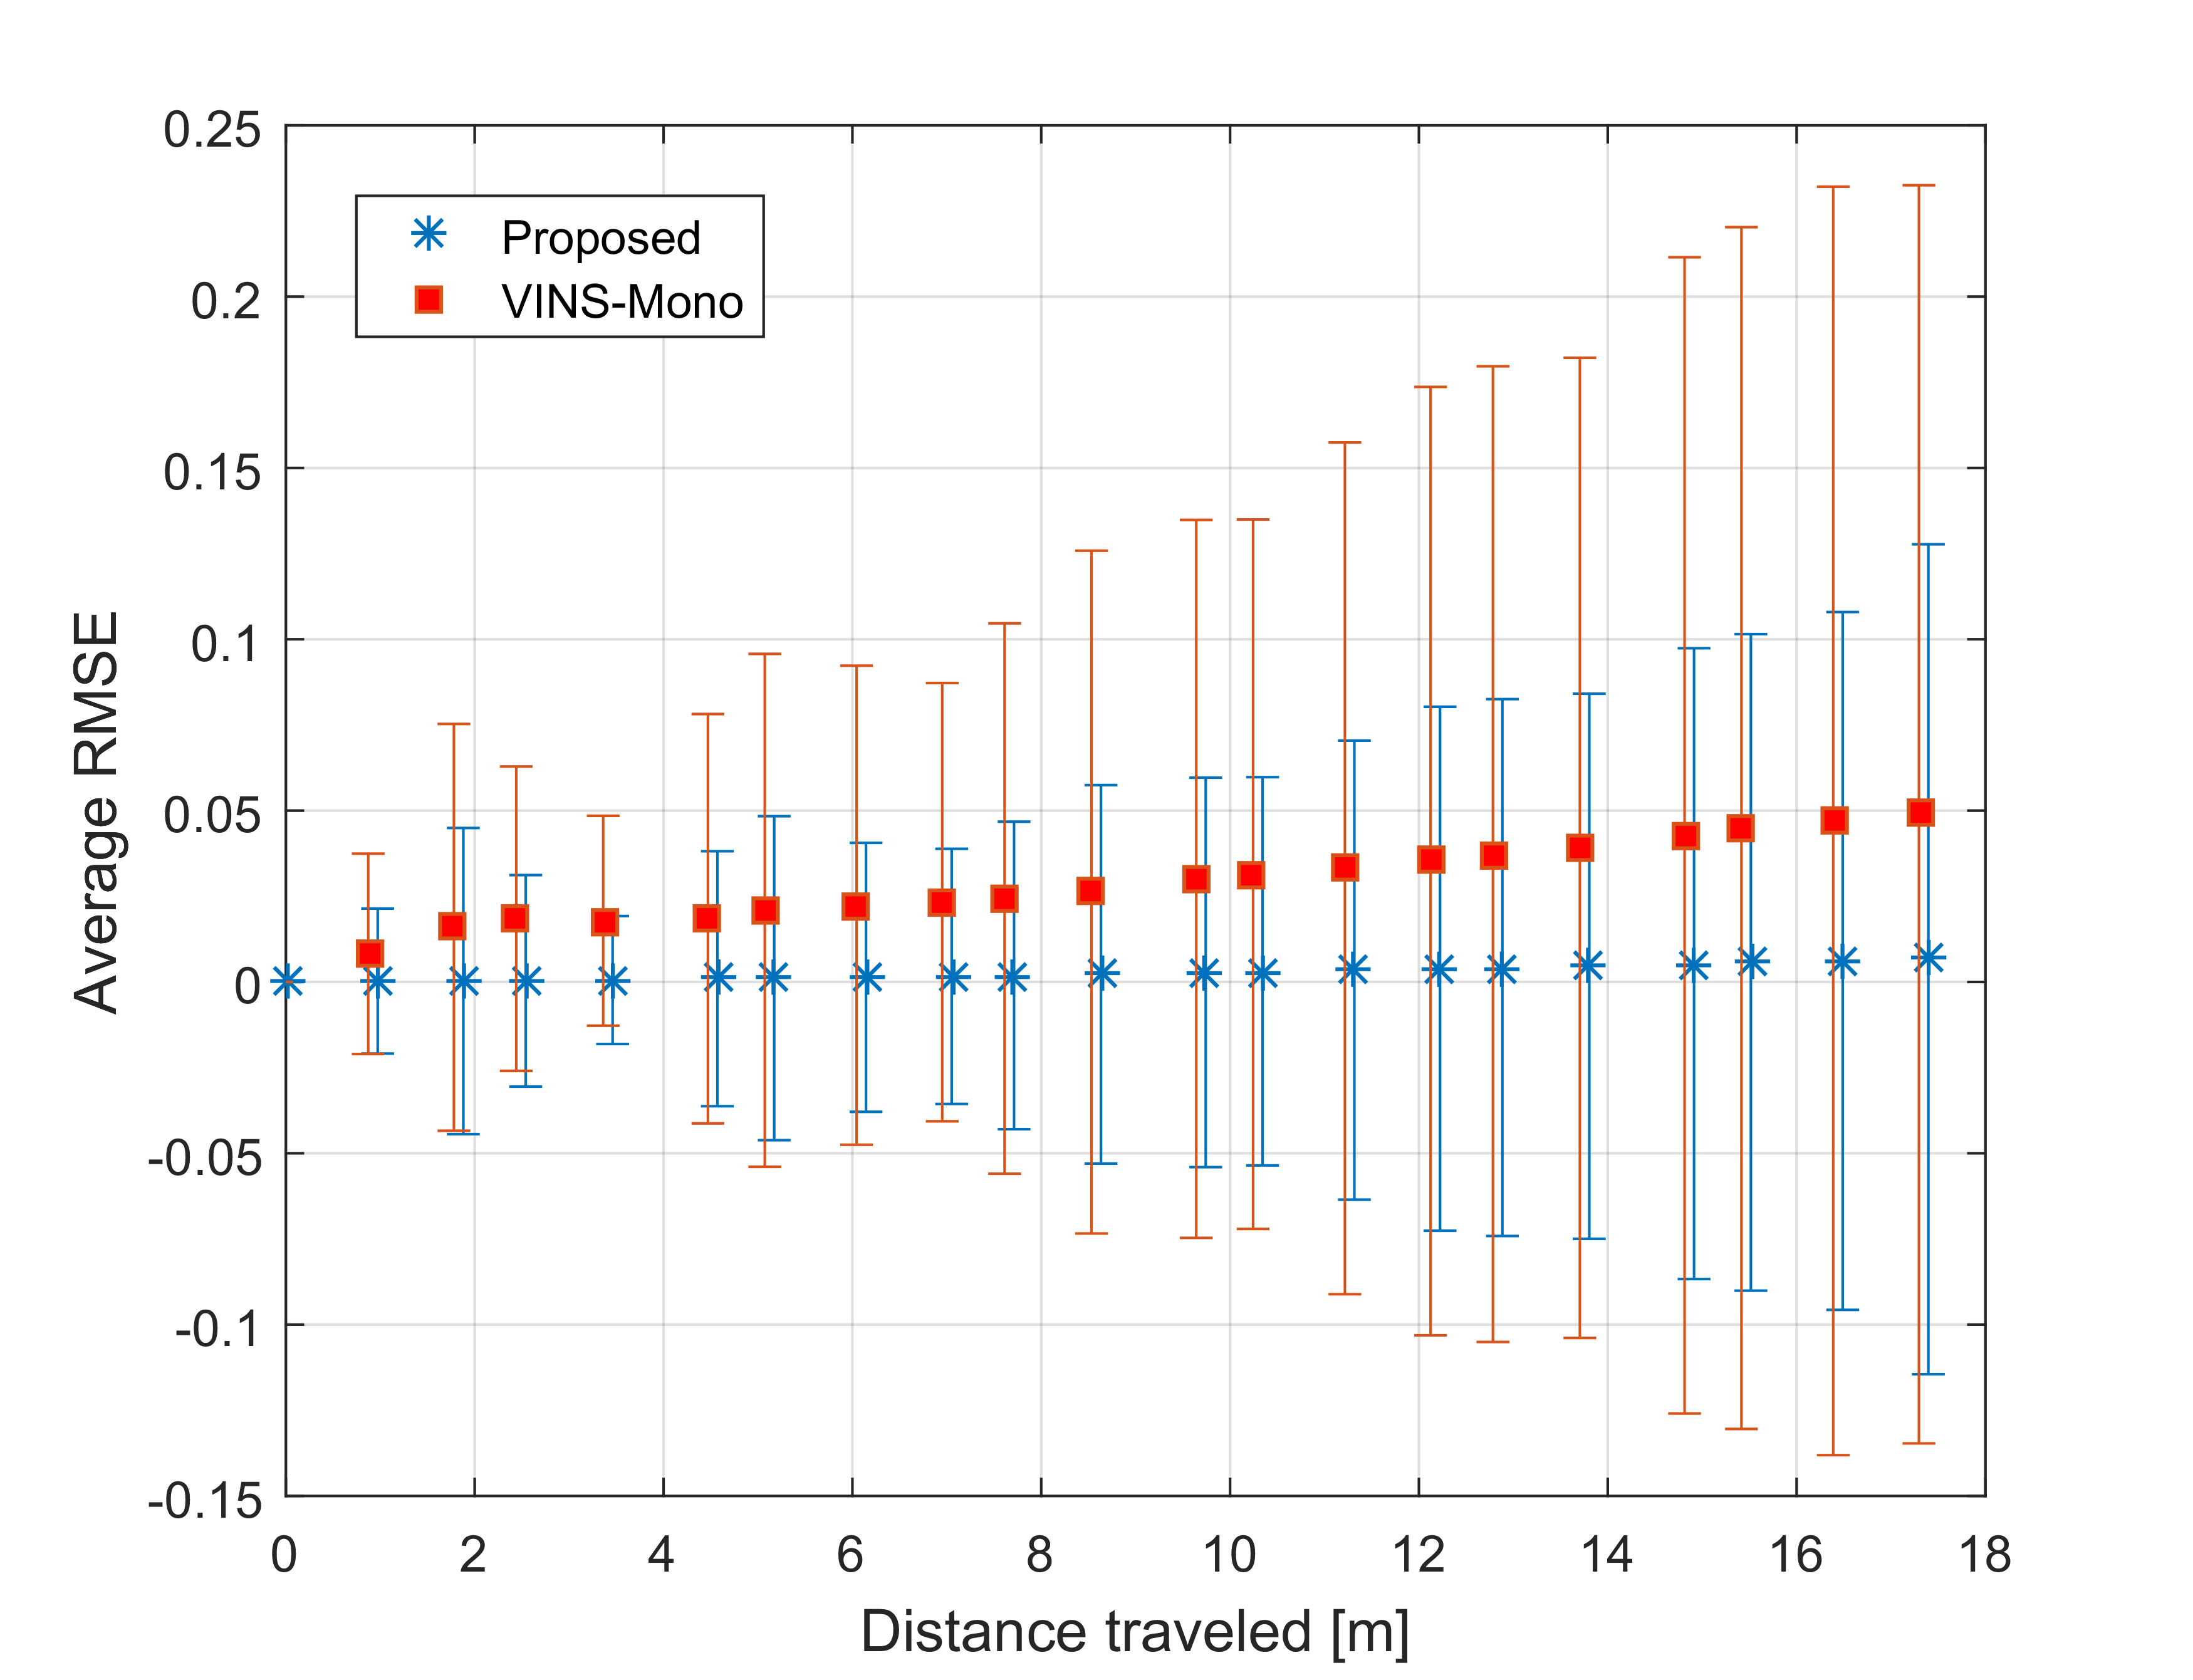 0.25
0.2
0.15
0.1
0.05
0
-0.05
-0.1
-0.15
Average RMSE
Proposed
VINS-Mono
0 2 4 6 8 10 12 14 16 18
Distance traveled [m]